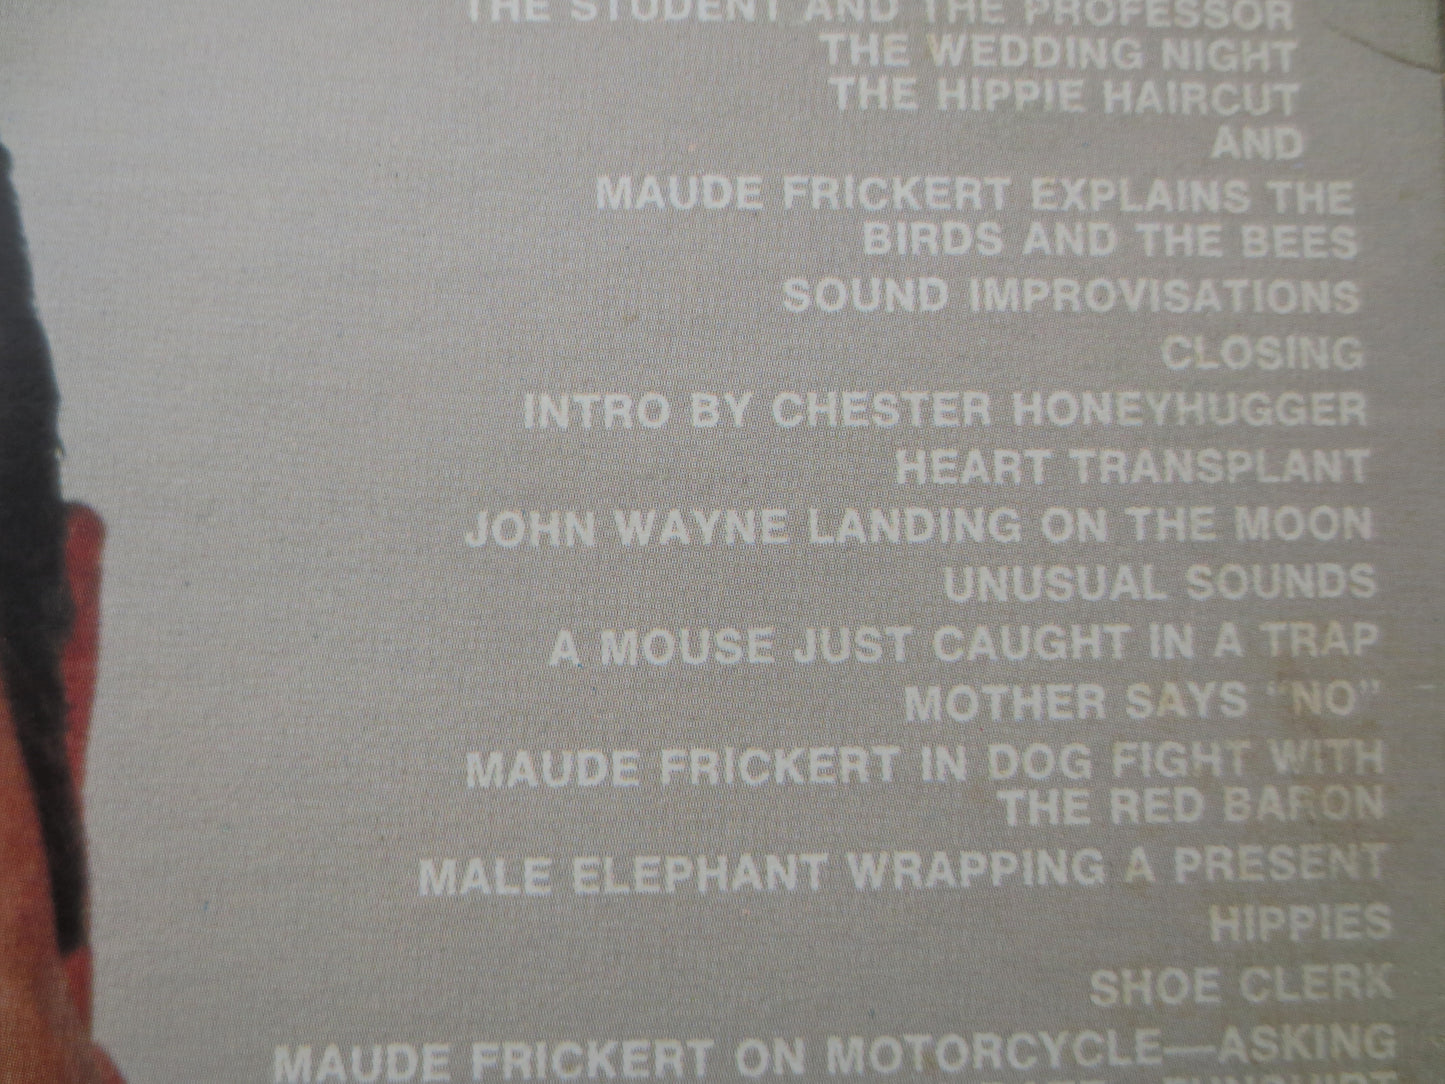 THE STUDENT AND THE PROFESSOR
THE WEDDING NIGHT
THE HIPPIE HAIRCUT
AND
MAUDE FRICKERT EXPLAINS THE
BIRDS AND THE BEES
SOUND IMPROVISATIONS
CLOSING
INTRO BY CHESTER HONEYHUGGER
HEART TRANSPLANT
JOHN WAYNE LANDING ON THE MOON
UNUSUAL SOUNDS
A MOUSE JUST CAUGHT IN A TRAP
MOTHER SAYS “NO”
MAUDE FRICKERT IN DOG FIGHT WITH
THE RED BARON
MALE ELEPHANT WRAPPING A PRESENT
HIPPIES
SHOE CLERK
MAUDE FRICKERT ON MOTORCYCLE—ASKING